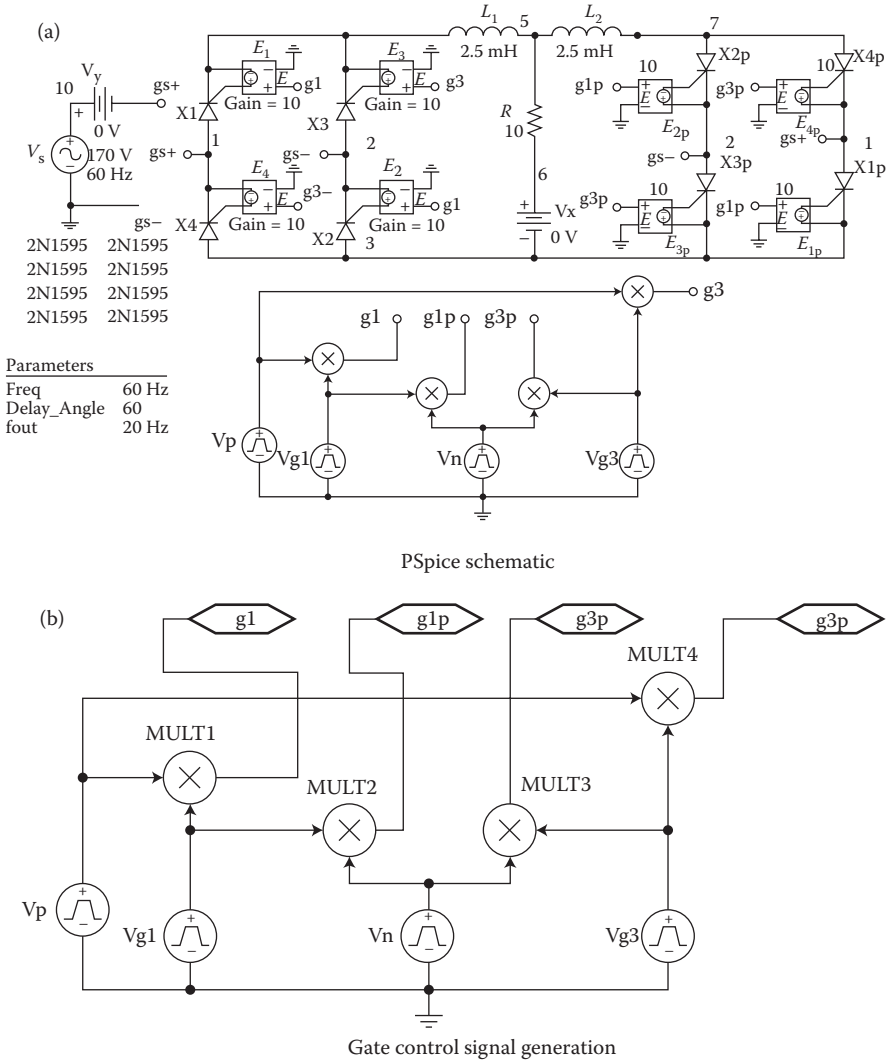 (a)
L1
5
L2
7
2.5 mH
2.5 mH
E1
E
g1
Gain = 10
X1
E3
E
g3
Gain = 10
X3
10
Vy
+
0 V
gs+
Vs
170 V
60 Hz
gs−
1
gs+
2
gs−
E4
E
g3−
Gain = 10
X4
E2
E
g1
Gain = 10
X2
3
R
10
6
Vx
0 V
X2p
g1p
10
E
E2p
X4p
g3p
10
E
E4p
gs+
1
2
gs−
X3p
g3p
10
E
E3p
X1p
g1p
10
E
E1p
2N1595 2N1595
2N1595 2N1595
2N1595 2N1595
2N1595 2N1595
Parameters
Freq 60 Hz
Delay_Angle 60
fout 20 Hz
g3
g1 g1p g3p
Vp Vg1 Vn Vg3
PSpice schematic
(b)
g1 g1p g3p g3p
MULT4
MULT1
MULT2 MULT3
Vp Vg1 Vn Vg3
Gate control signal generation